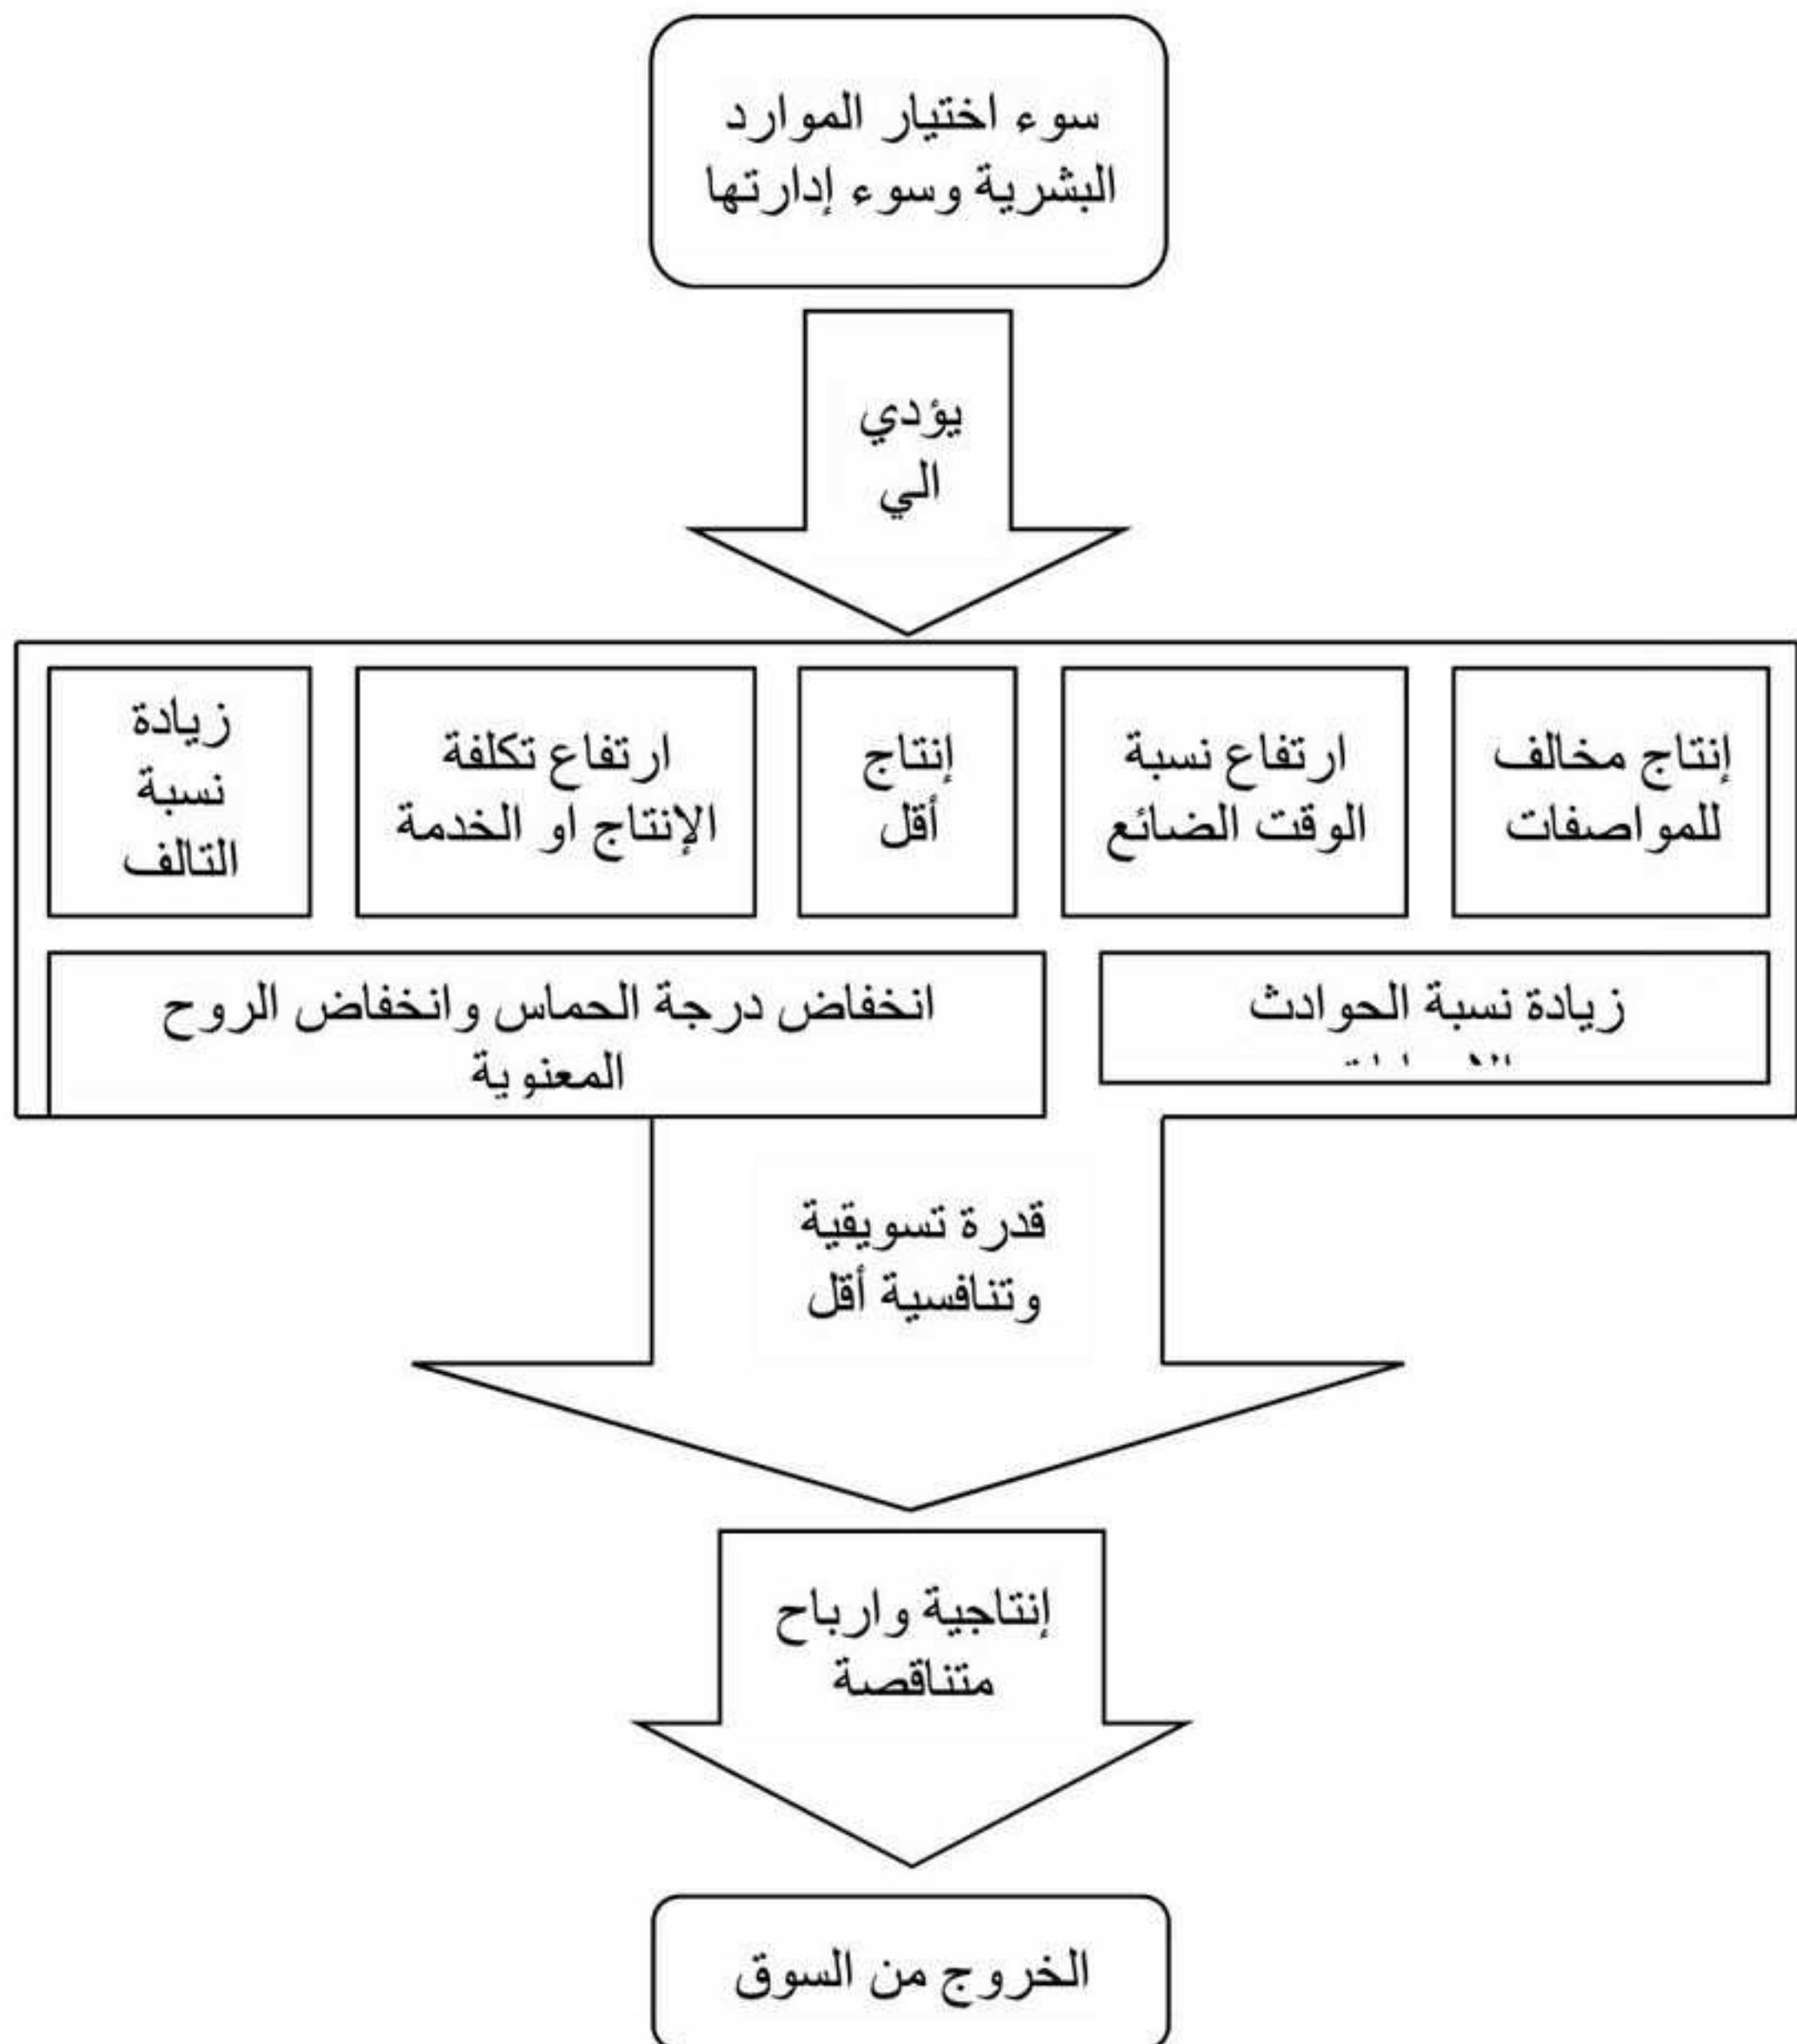 سوء اختيار الموارد
البشرية وسوء إدارتها
يؤدي
الي
إنتاج مخالف
للمواصفات
ارتفاع نسبة
الوقت الضائع
إنتاج
أقل
ارتفاع تكلفة
الإنتاج او الخدمة
زيادة
نسبة
التالف
زيادة نسبة الحوادث
انخفاض درجة الحماس وانخفاض الروح
المعنوية
قدرة تسويقية
وتنافسية أقل
إنتاجية وارباح
متناقصة
الخروج من السوق